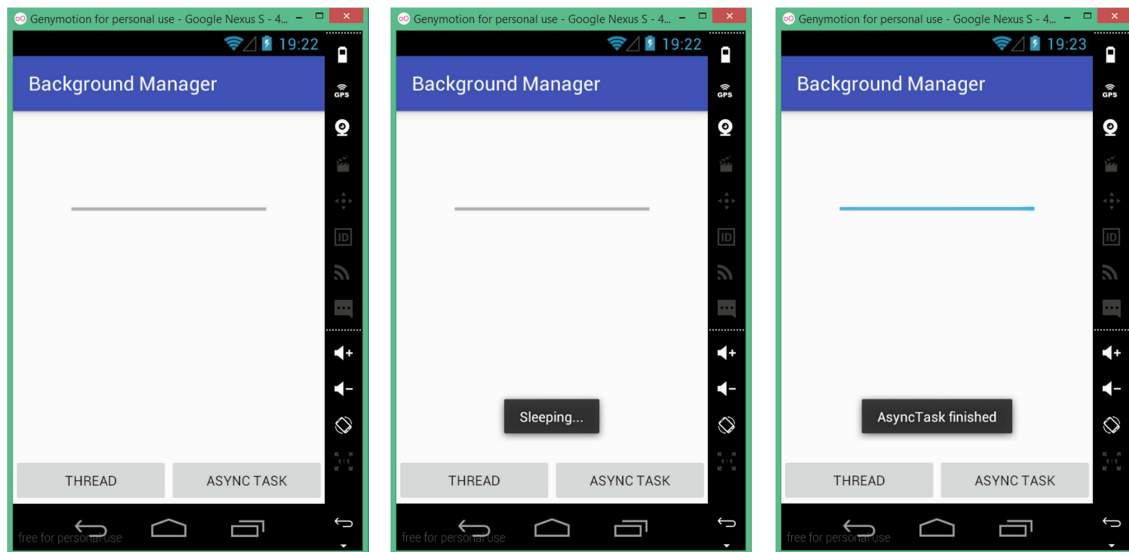 Genymotion for personal use - Google Nexus S - 4...
19:22
Background Manager
GPS
ID
THREAD
ASYNC TASK
free for personal use
Genymotion for personal use - Google Nexus S - 4...
19:22
Background Manager
GPS
ID
Sleeping...
THREAD
ASYNC TASK
free for personal use
Genymotion for personal use - Google Nexus S - 4...
19:23
Background Manager
GPS
ID
AsyncTask finished
THREAD
ASYNC TASK
free for personal use